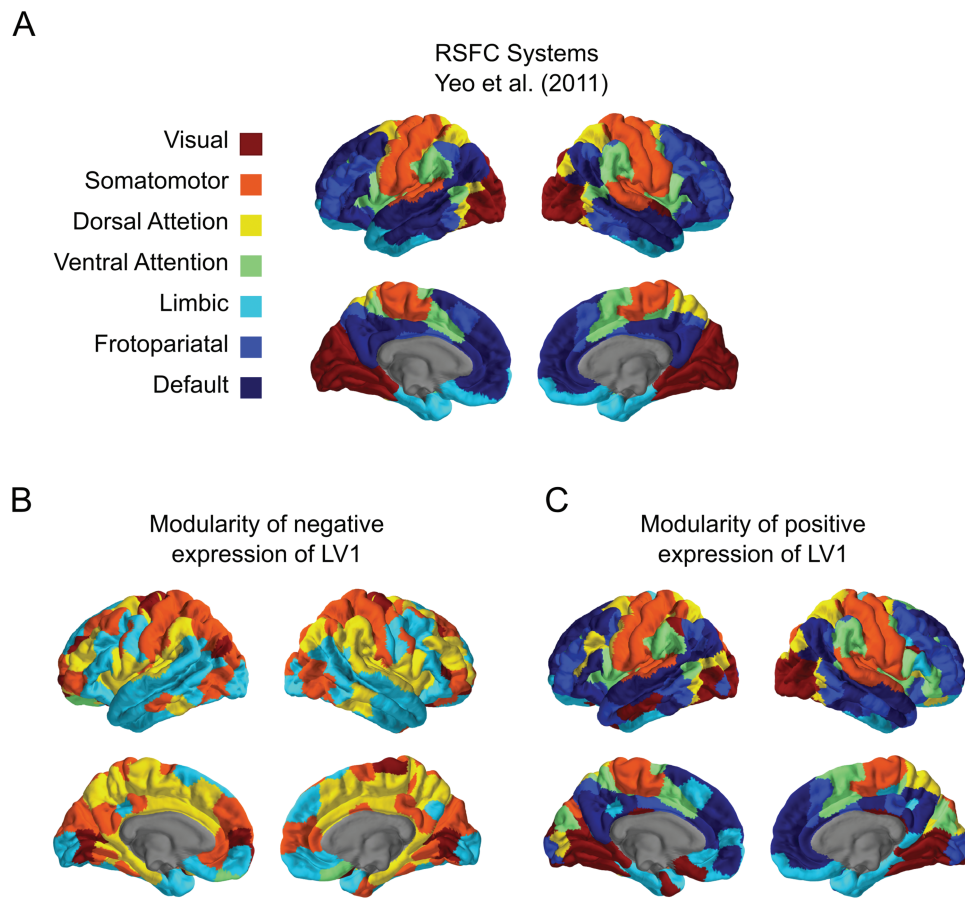 A
RSFC Systems
Yeo et al. (2011)
Visual
Somatomotor
Dorsal Attetion
Ventral Attention
Limbic
Frotopariatal
Default
B
Modularity of negative
expression of LV1
C
Modularity of positive
expression of LV1